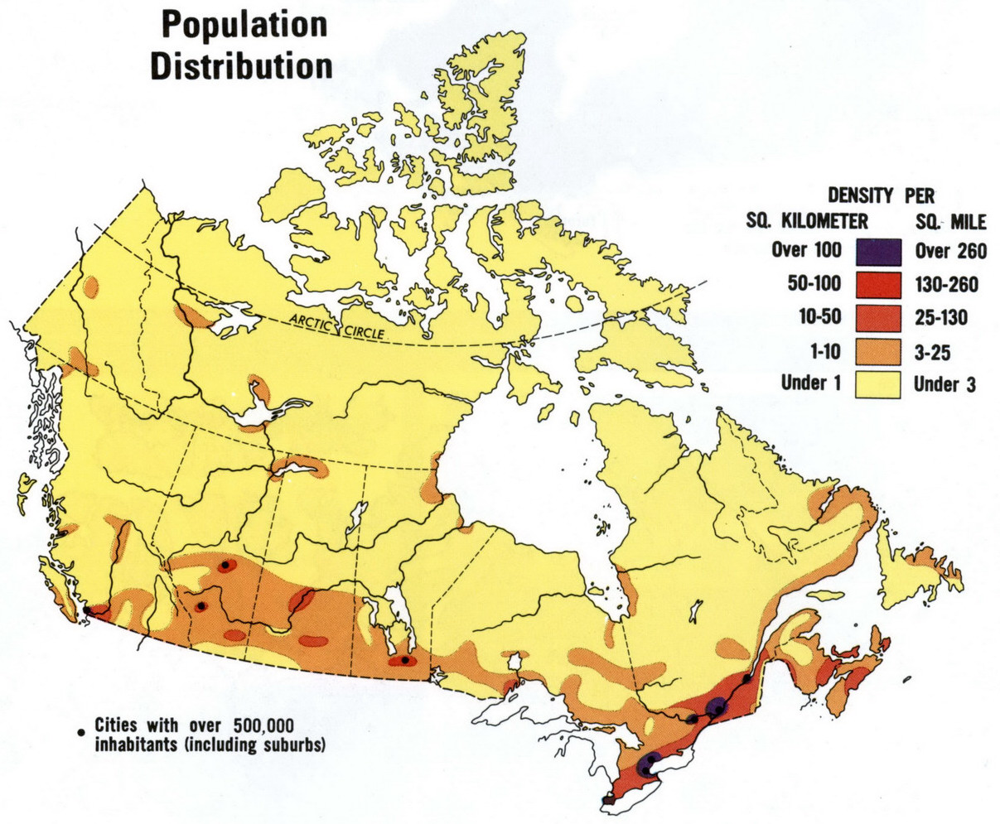 Population
Distribution
DENSITY PER
SQ. KILOMETER SQ. MILE
Over 100 Over 260
50-100 130-260
10-50 25-130
1-10 3-25
Under 1 Under 3
ARCTIC CIRCLE
Cities with over 500,000
inhabitants (including suburbs)